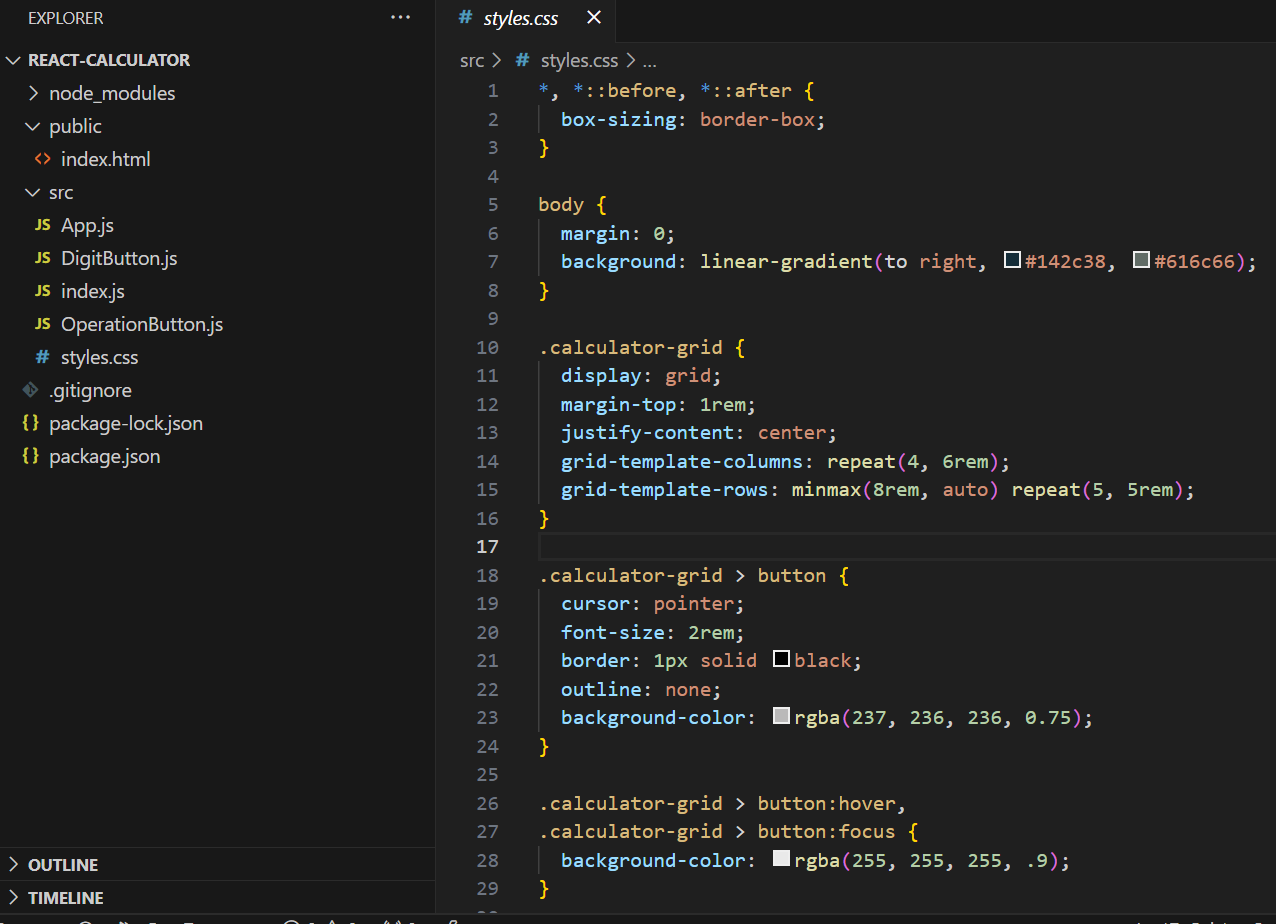 EXPLORER
REACT-CALCULATOR
node_modules
public
index.html
src
App.js
DigitButton.js
index.js
OperationButton.js
styles.css
.gitignore
package-lock.json
package.json
OUTLINE
TIMELINE
# styles.css
src > # styles.css > ...
1 *, *::before, *::after {
2   box-sizing: border-box;
3 }
4
5 body {
6   margin: 0;
7   background: linear-gradient(to right, #142c38, #616c66);
8 }
9
10 .calculator-grid {
11   display: grid;
12   margin-top: 1rem;
13   justify-content: center;
14   grid-template-columns: repeat(4, 6rem);
15   grid-template-rows: minmax(8rem, auto) repeat(5, 5rem);
16 }
17
18 .calculator-grid > button {
19   cursor: pointer;
20   font-size: 2rem;
21   border: 1px solid black;
22   outline: none;
23   background-color: rgba(237, 236, 236, 0.75);
24 }
25
26 .calculator-grid > button:hover,
27 .calculator-grid > button:focus {
28   background-color: rgba(255, 255, 255, .9);
29 }